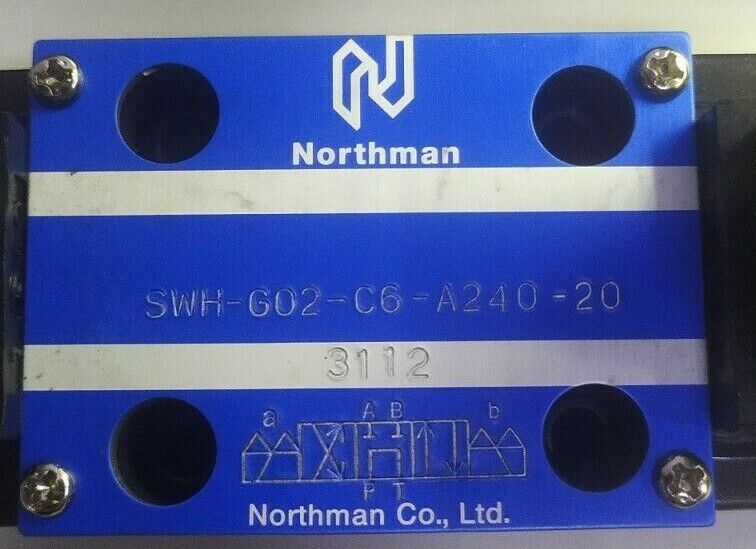 Northman
SWH-G02-C6-A240-20
3112
a A B b
P T
Northman Co., Ltd.